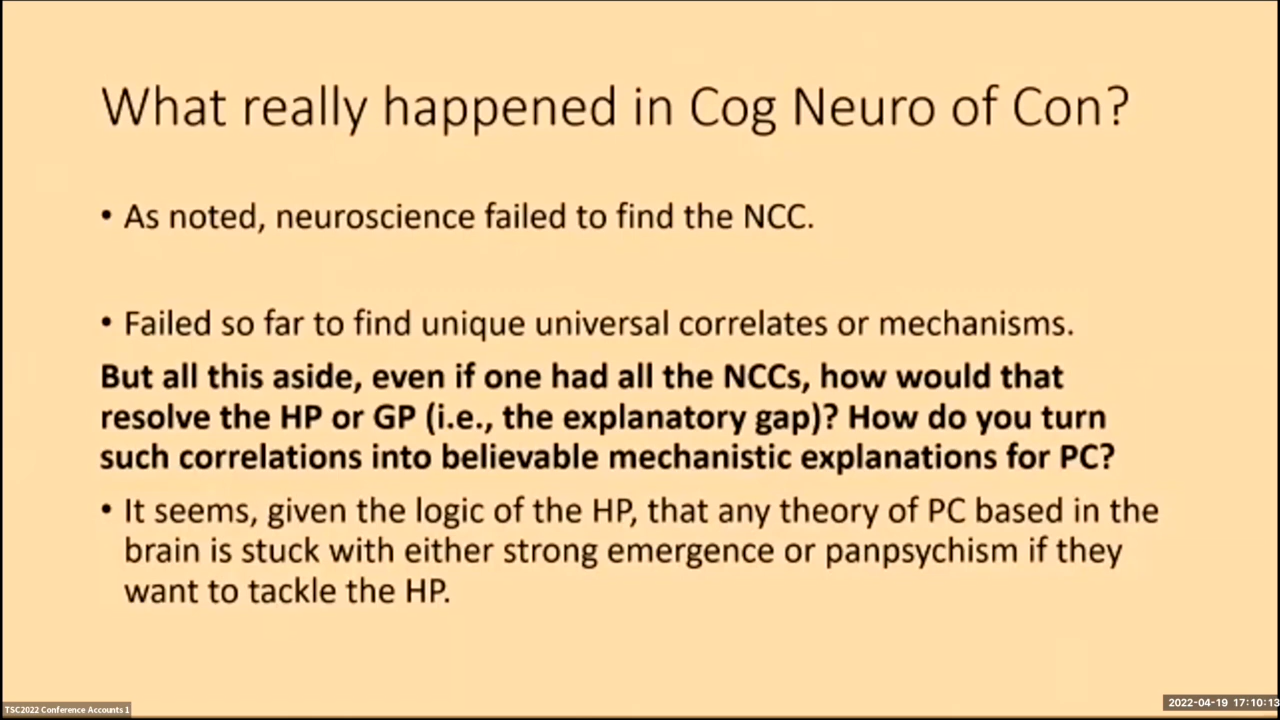 What really happened in Cog Neuro of Con?
• As noted, neuroscience failed to find the NCC.
• Failed so far to find unique universal correlates or mechanisms.
But all this aside, even if one had all the NCCs, how would that
resolve the HP or GP (i.e., the explanatory gap)? How do you turn
such correlations into believable mechanistic explanations for PC?
• It seems, given the logic of the HP, that any theory of PC based in the
brain is stuck with either strong emergence or panpsychism if they
want to tackle the HP.
TSC2022 Conference Accounts 1
2022-04-19 17:10:13